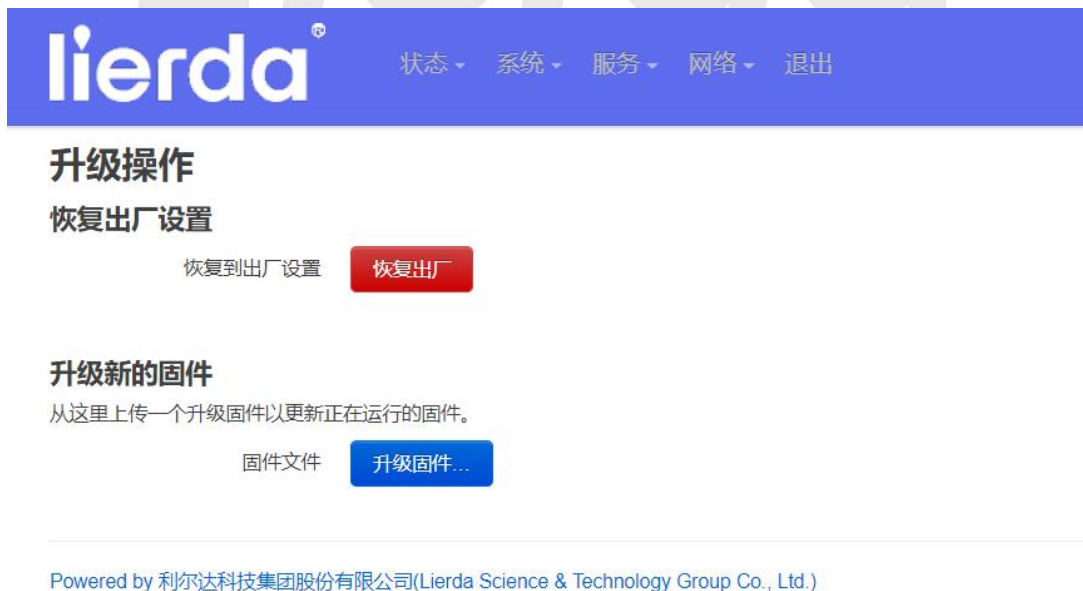 lierda®
状态 系统 服务 网络 退出
升级操作
恢复出厂设置
恢复到出厂设置 恢复出厂
升级新的固件
从这里上传一个升级固件以更新正在运行的固件。
固件文件 升级固件...
Powered by 利尔达科技集团股份有限公司(Lierda Science & Technology Group Co., Ltd.)